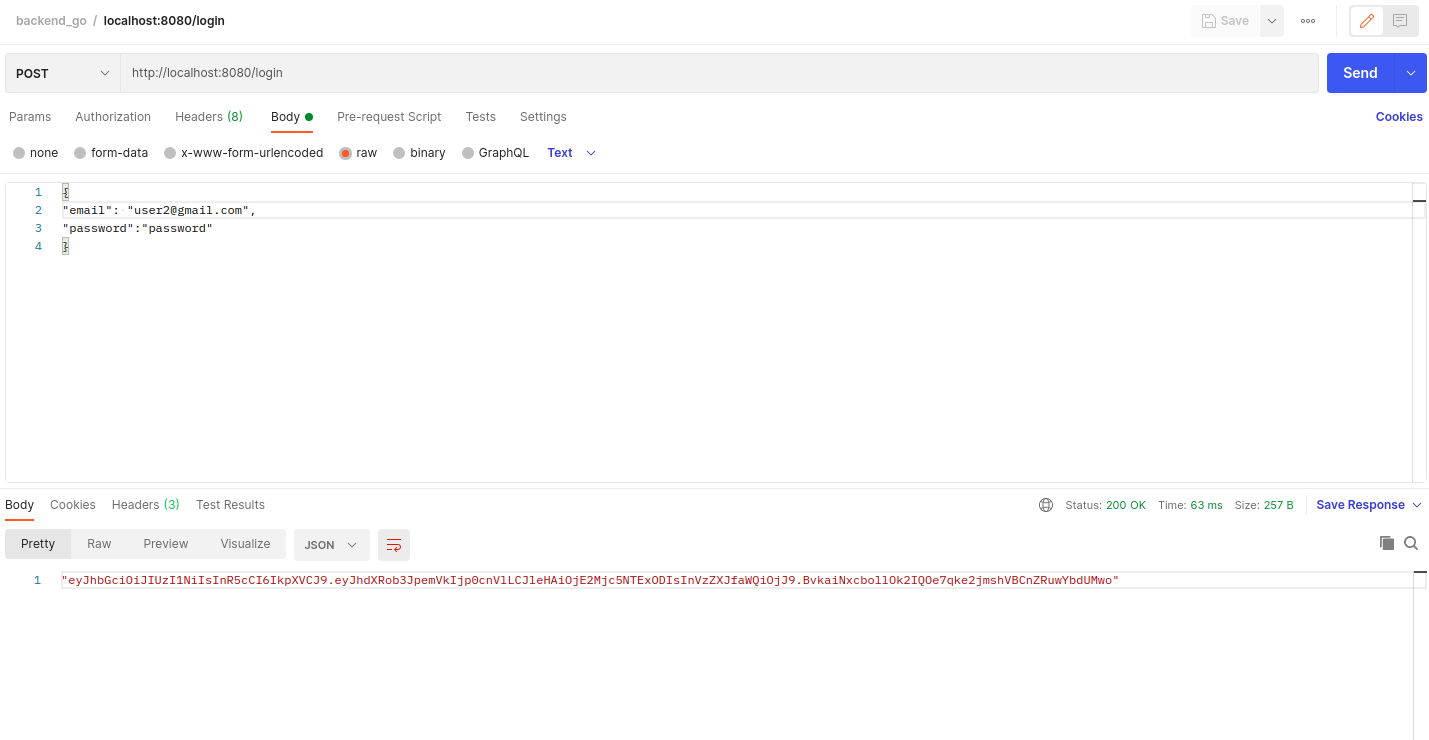 backend_go / localhost:8080/login
Save
POST http://localhost:8080/login Send
Params Authorization Headers (8) Body Pre-request Script Tests Settings Cookies
none form-data x-www-form-urlencoded raw binary GraphQL Text
1 {
2 "email": "user2@gmail.com",
3 "password":"password"
4 }
Body Cookies Headers (3) Test Results Status: 200 OK Time: 63 ms Size: 257 B Save Response
Pretty Raw Preview Visualize JSON
1 "eyJhbGciOiJIUzI1NiIsInR5cCI6IkpXVCJ9.eyJhdXRob3JpemVkIjp0cnVlLCJleHAiOjE2Mjc5NTExODIsInVzZXJfaWQiOjJ9.BvkaiNxcbollOk2IQOe7qke2jmshVBCnZRuwYbdUMwo"